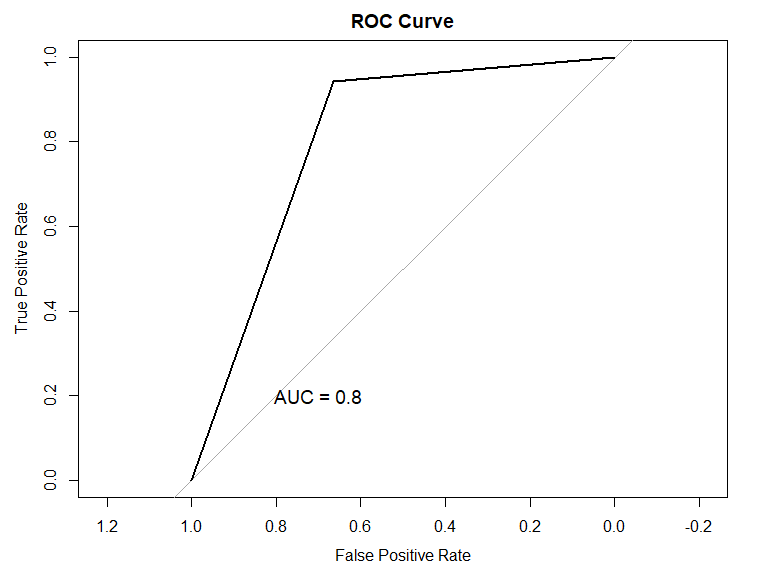 ROC Curve
True Positive Rate
1.0
0.8
0.6
0.4
0.2
0.0
AUC = 0.8
1.2 1.0 0.8 0.6 0.4 0.2 0.0 -0.2
False Positive Rate